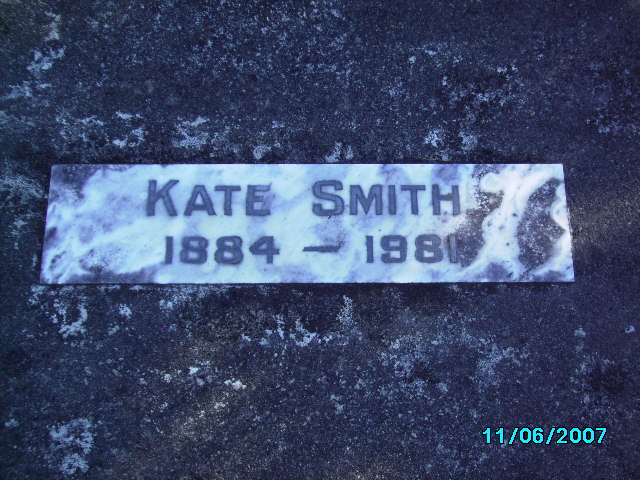 KATE SMITH.
1884 — 1981
11/06/2007